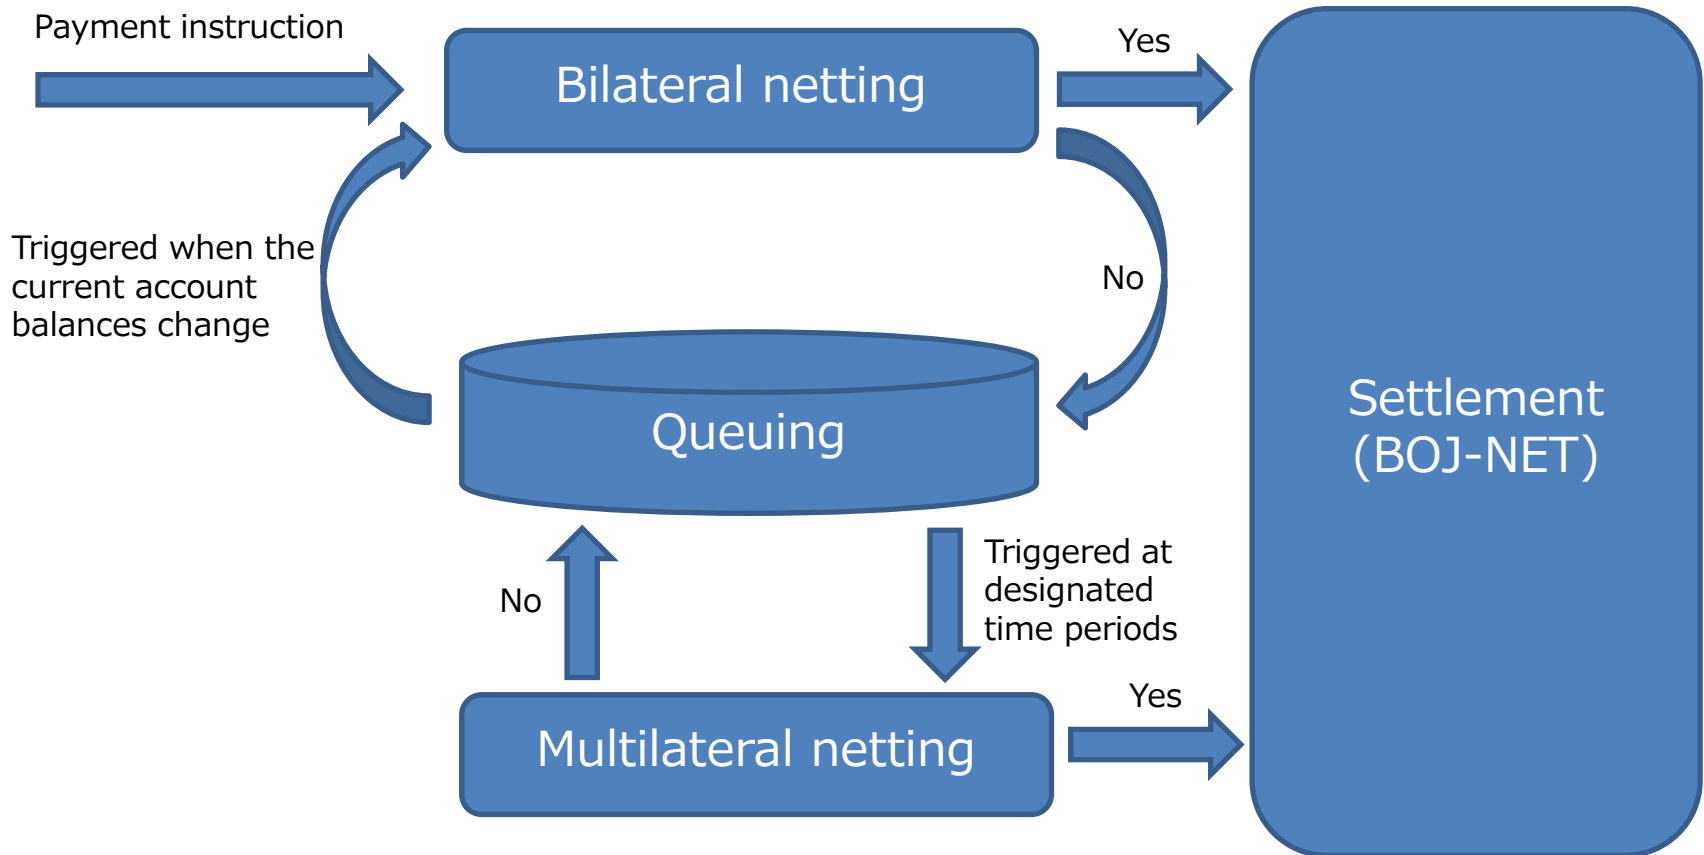 Payment instruction
Bilateral netting
Yes
Triggered when the
current account
balances change
No
Queuing
Settlement
(BOJ-NET)
No
Triggered at
designated
time periods
Multilateral netting
Yes